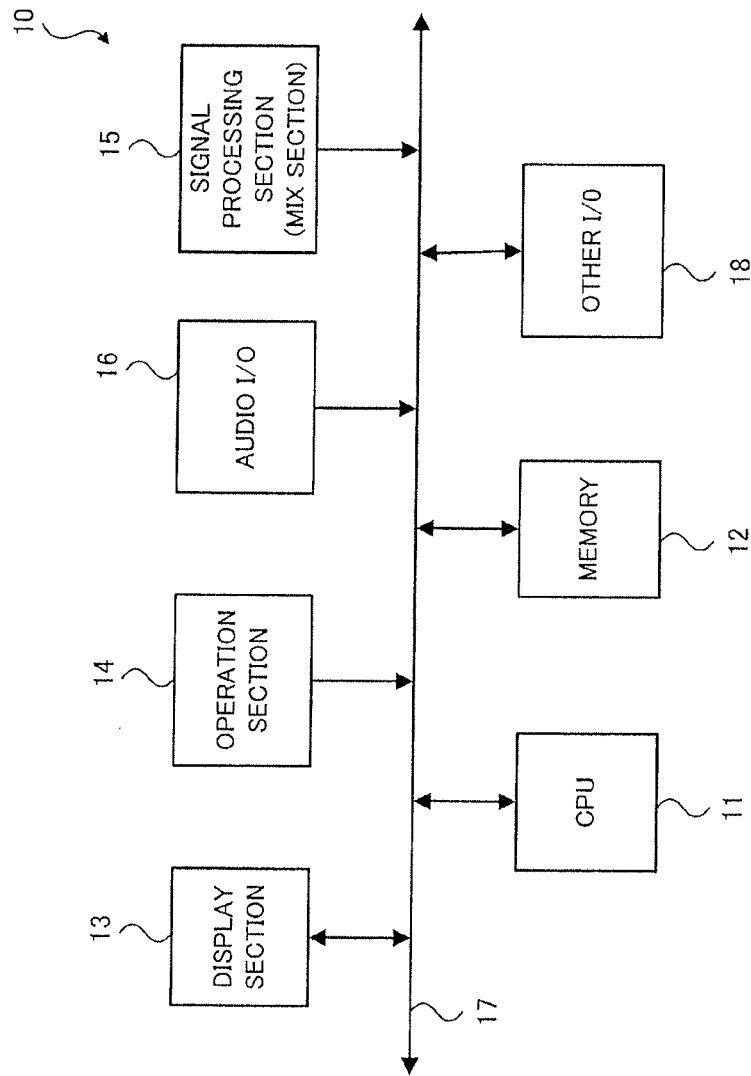 10
13
14
16
15
DISPLAY
SECTION
OPERATION
SECTION
AUDIO I/O
SIGNAL
PROCESSING
SECTION
(MIX SECTION)
17
CPU
MEMORY
OTHER I/0
11
12
18